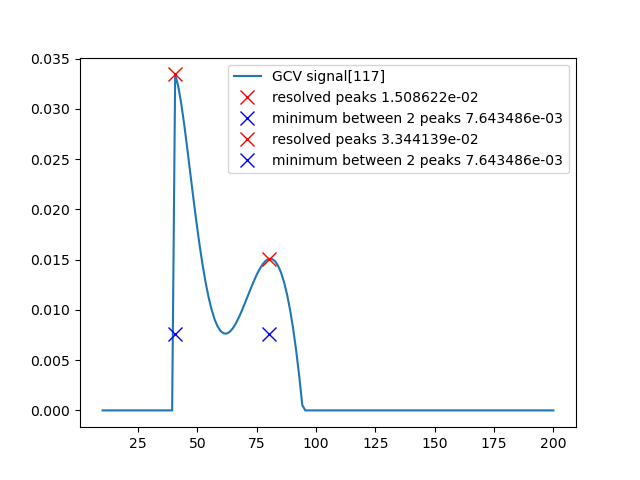 0.035
0.030
0.025
0.020
0.015
0.010
0.005
0.000
GCV signal[117]
resolved peaks 1.508622e-02
minimum between 2 peaks 7.643486e-03
resolved peaks 3.344139e-02
minimum between 2 peaks 7.643486e-03
25 50 75 100 125 150 175 200